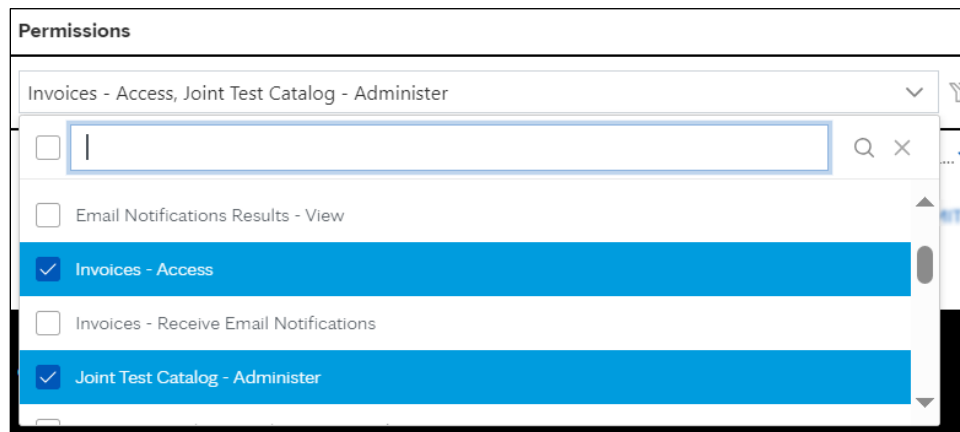 Permissions
Invoices - Access, Joint Test Catalog - Administer
Email Notifications Results - View
Invoices - Access
Invoices - Receive Email Notifications
Joint Test Catalog - Administer